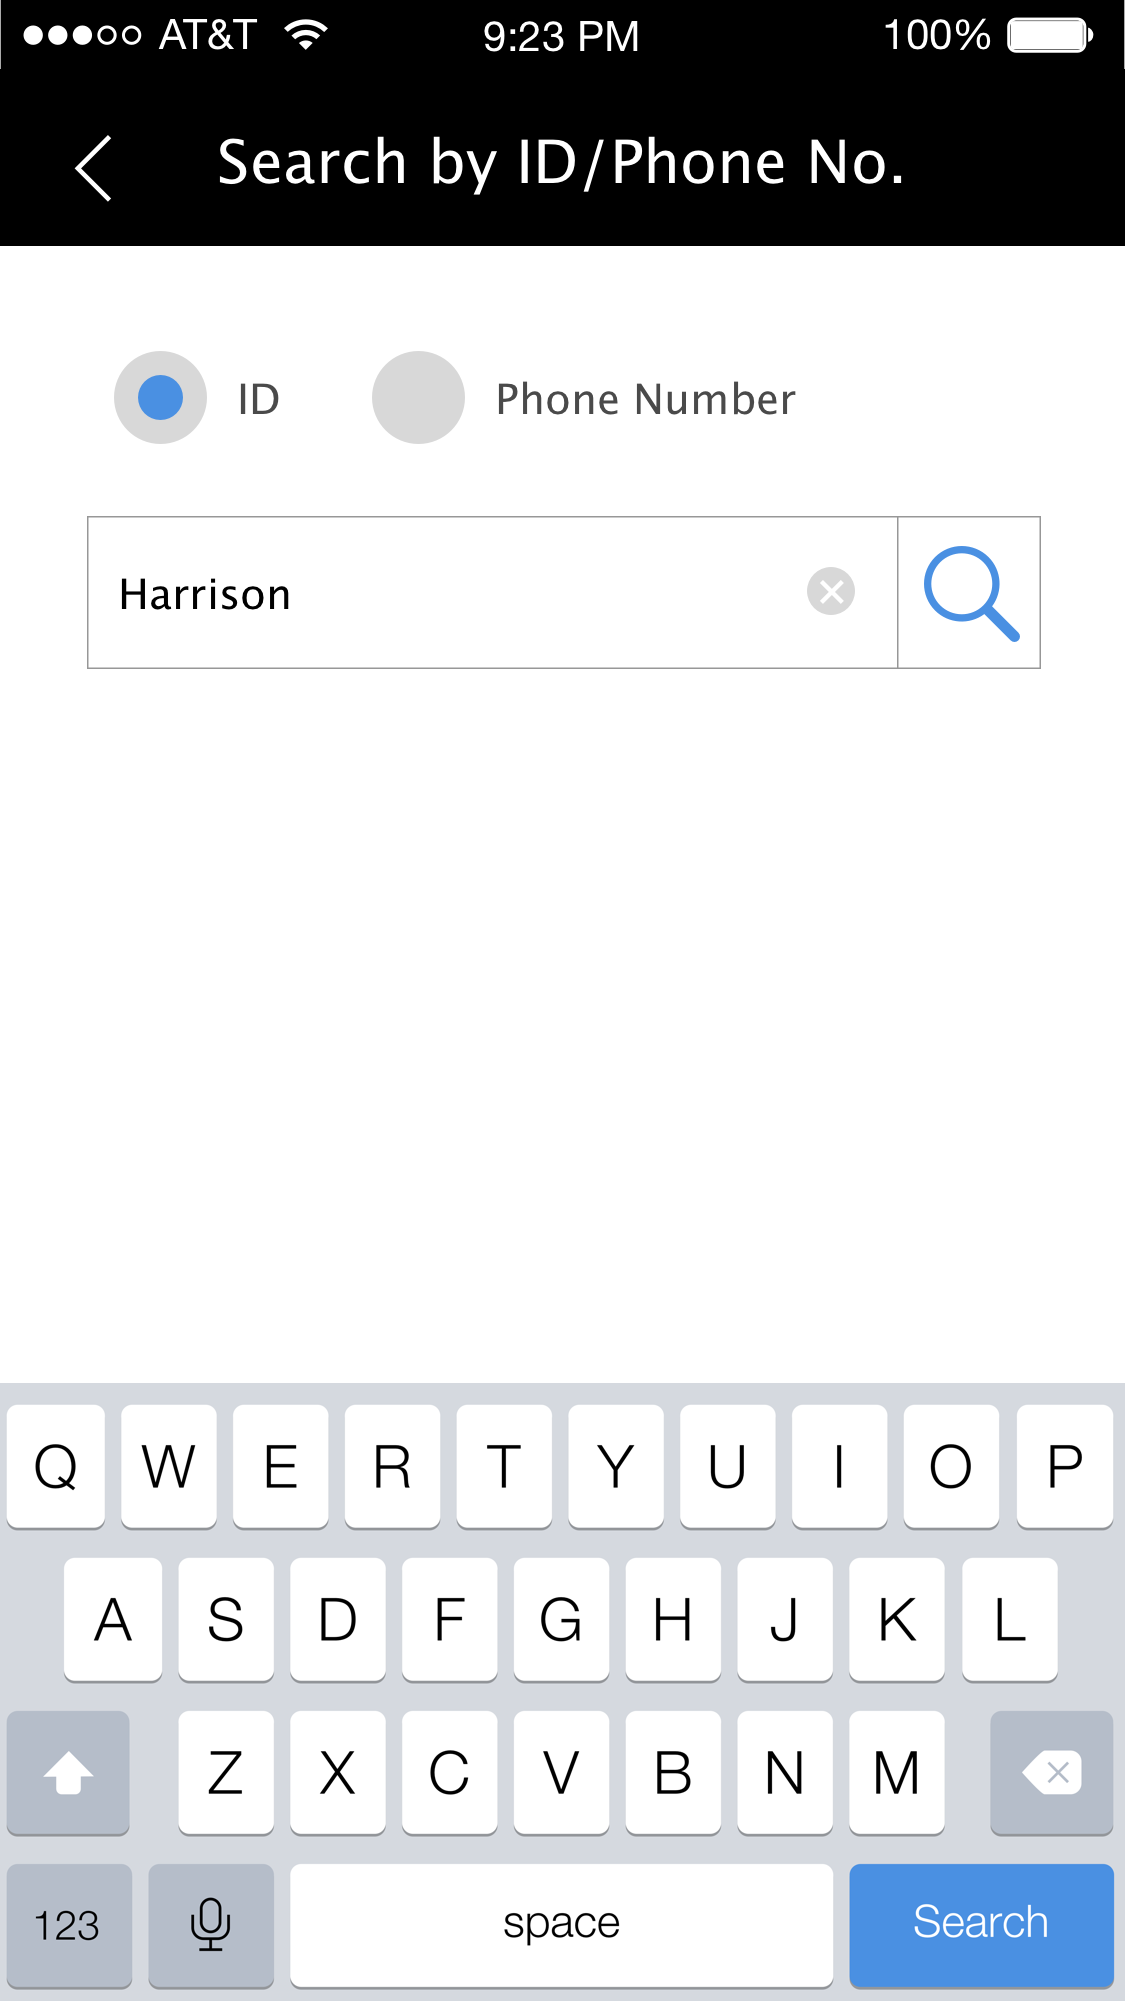 AT&T 9:23 PM 100%
Search by ID/Phone No.
ID Phone Number
Harrison
Q W E R T Y U I O P
A S D F G H J K L
Z X C V B N M
123 space Search